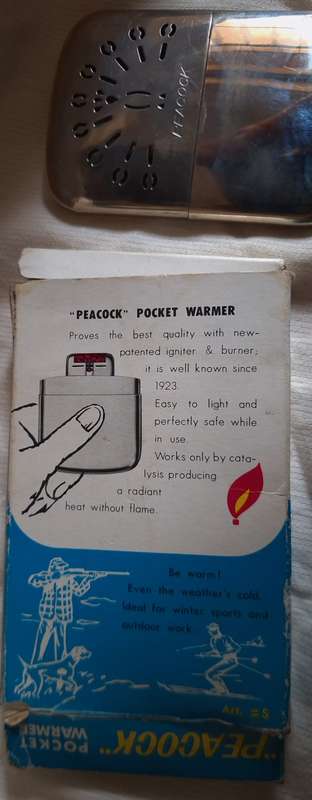 PEACOCK
"PEACOCK" POCKET WARMER
Proves the best quality with new-
patented igniter & burner;
it is well known since
1923.
Easy to light and
perfectly safe while
in use.
Works only by cata-
lysis producing
a radiant
heat without flame.
Be warm!
Even the weather's cold.
Ideal for winter sports and
outdoor work.
"PEACOCK"
POCKET
WARMER